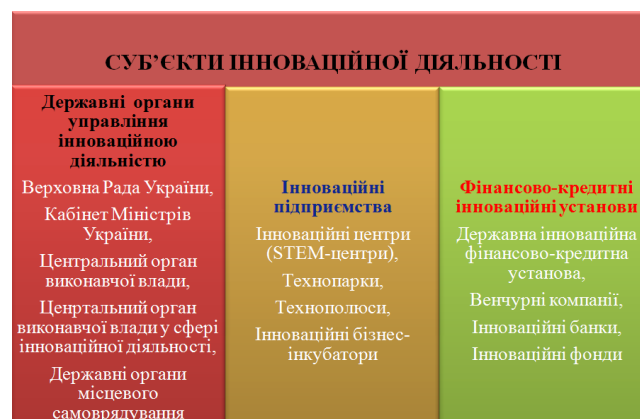 СУБ’ЄКТИ ІННОВАЦІЙНОЇ ДІЯЛЬНОСТІ
Державні органи
управління
інноваційною
діяльністю
Верховна Рада України,
Кабінет Міністрів
України,
Центральний орган
виконавчої влади,
Ценртальний орган
виконавчої влади у сфері
інноваційної діяльності,
Державні органи
місцевого
самоврядування
Інноваційні
підприємства
Інноваційні центри
(STEM-центри),
Технопарки,
Технополюси,
Інноваційні бізнес-
інкубатори
Фінансово-кредитні
інноваційні установи
Державна інноваційна
фінансово-кредитна
установа,
Венчурні компанії,
Інноваційні банки,
Інноваційні фонди